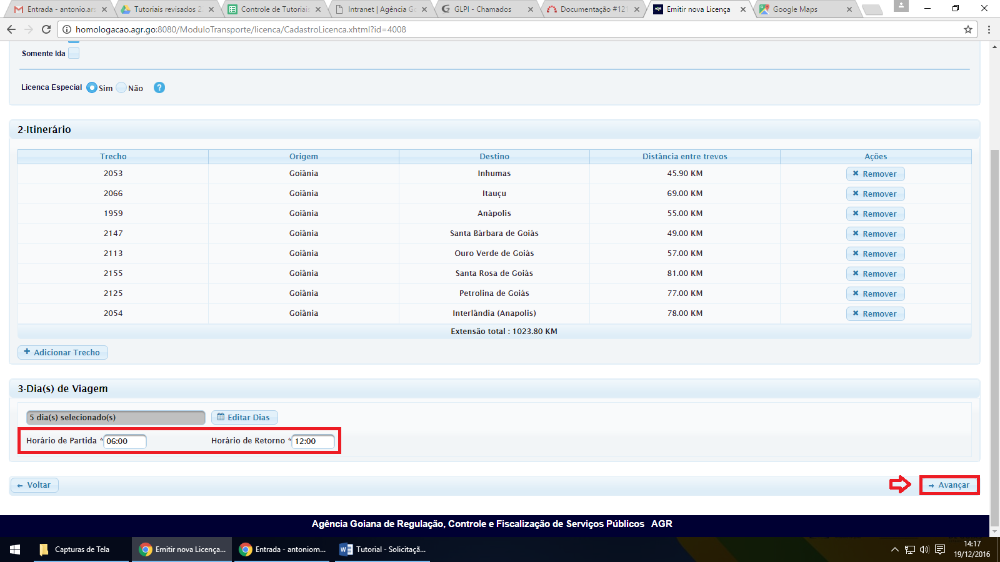 Entrada - antonio.ars
Tutoriais revisados 2
Controle de Tutoriais
Intranet | Agência Go
GLPI - Chamados
Documentação #121
Emitir nova Licença
Google Maps
homologacao.agr.go:8080/ModuloTransporte/licenca/CadastroLicenca.xhtml?id=4008
Somente Ida
Licenca Especial Sim Não ?
2-Itinerário
Trecho Origem Destino Distância entre trevos Ações
2053 Goiânia Inhumas 45.90 KM Remover
2066 Goiânia Itauçu 69.00 KM Remover
1959 Goiânia Anápolis 55.00 KM Remover
2147 Goiânia Santa Bárbara de Goiás 49.00 KM Remover
2113 Goiânia Ouro Verde de Goiás 57.00 KM Remover
2155 Goiânia Santa Rosa de Goiás 81.00 KM Remover
2125 Goiânia Petrolina de Goiás 77.00 KM Remover
2054 Goiânia Interlândia (Anapolis) 78.00 KM Remover
Extensão total : 1023.80 KM
Adicionar Trecho
3-Dia(s) de Viagem
5 dia(s) selecionado(s) Editar Dias
Horário de Partida * 06:00 Horário de Retorno * 12:00
Voltar Avançar
Agência Goiana de Regulação, Controle e Fiscalização de Serviços Públicos AGR
Capturas de Tela
Emitir nova Licença...
Entrada - antoniom...
Tutorial - Solicitaçã...
14:17
19/12/2016